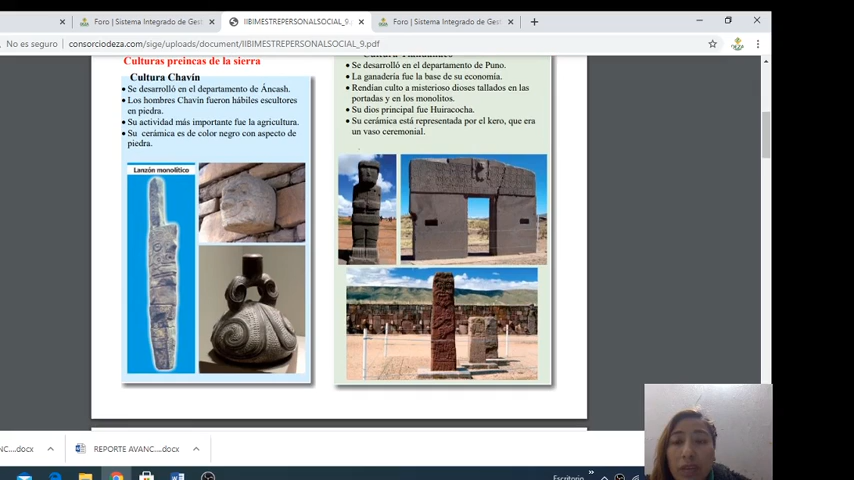 Foro | Sistema Integrado de Gest
IIBIMESTREPERSONALSOCIAL_9.p
Foro | Sistema Integrado de Gest
No es seguro | consorciodeza.com/sige/uploads/document/IIBIMESTREPERSONALSOCIAL_9.pdf
Culturas preincas de la sierra
Cultura Chavín
• Se desarrolló en el departamento de Áncash.
• Los hombres Chavín fueron hábiles escultores
en piedra.
• Su actividad más importante fue la agricultura.
• Su cerámica es de color negro con aspecto de
piedra.
Lanzón monolítico
• Se desarrolló en el departamento de Puno.
• La ganadería fue la base de su economía.
• Rendían culto a misterioso dioses tallados en las
portadas y en los monolitos.
• Su dios principal fue Huiracocha.
• Su cerámica está representada por el kero, que era
un vaso ceremonial.
NC....docx
REPORTE AVANC....docx
Escritorio